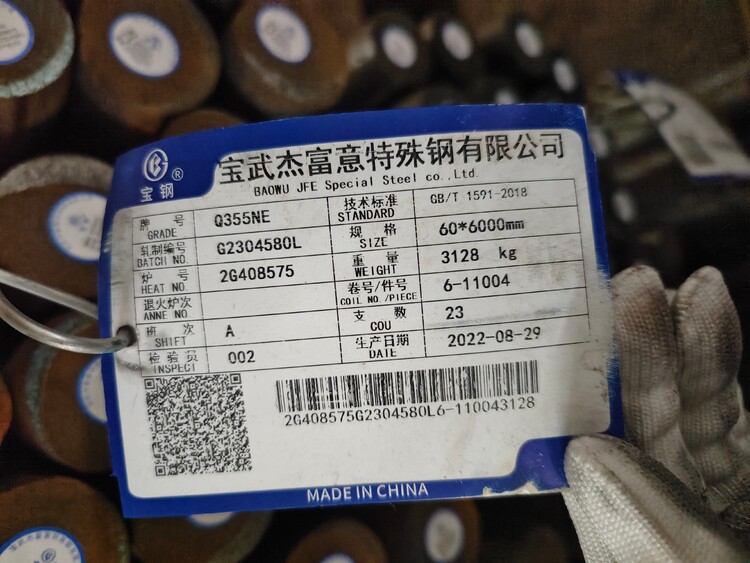 宝钢 ®
宝武杰富意特殊钢有限公司
BAOWU JFE Special Steel co.,Ltd.
牌 号 GRADE Q355NE 技术标准 STANDARD GB/T 1591-2018
轧制编号 BATCH NO. G2304580L 规 格 SIZE 60*6000mm
炉 号 HEAT NO. 2G408575 重 量 WEIGHT 3128 kg
退火炉次 ANNE NO 卷号/件号 COIL NO./PIECE 6-11004
班 次 SHIFT A 支 数 COU 23
检验员 INSPECT 002 生产日期 DATE 2022-08-29
2G408575G2304580L6-110043128
MADE IN CHINA